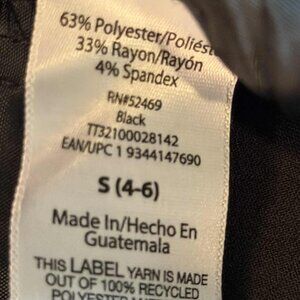 63% Polyester/Poliést
33% Rayon/Rayón
4% Spandex
RN#52469
Black
TT32100028142
EAN/UPC 1 9344147690
S (4-6)
Made In/Hecho En
Guatemala
THIS LABEL YARN IS MADE
OUT OF 100% RECYCLED
POLYESTER